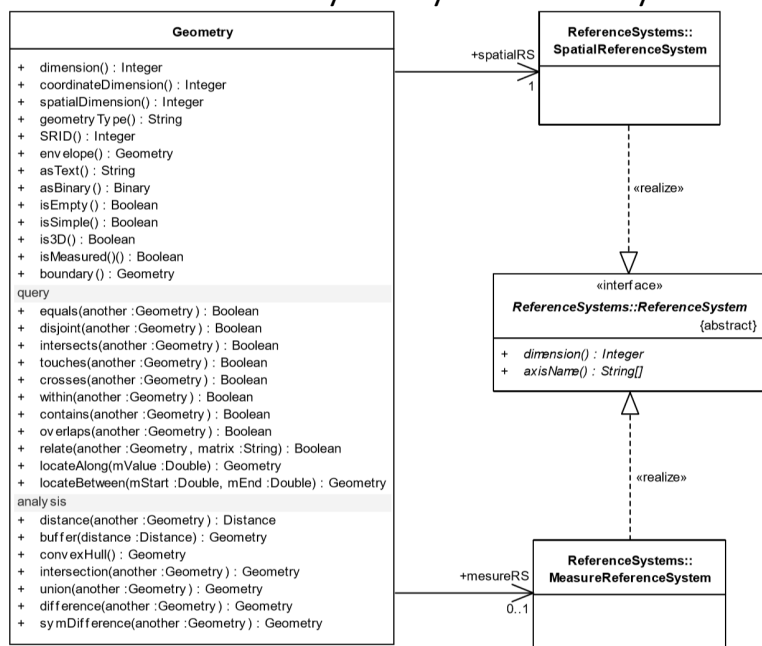 Geometry
+ dimension() : Integer
+ coordinateDimension() : Integer
+ spatialDimension() : Integer
+ geometryType() : String
+ SRID() : Integer
+ envelope() : Geometry
+ asText() : String
+ asBinary() : Binary
+ isEmpty() : Boolean
+ isSimple() : Boolean
+ is3D() : Boolean
+ isMeasured()() : Boolean
+ boundary() : Geometry
query
+ equals(another :Geometry) : Boolean
+ disjoint(another :Geometry) : Boolean
+ intersects(another :Geometry) : Boolean
+ touches(another :Geometry) : Boolean
+ crosses(another :Geometry) : Boolean
+ within(another :Geometry) : Boolean
+ contains(another :Geometry) : Boolean
+ overlaps(another :Geometry) : Boolean
+ relate(another :Geometry, matrix :String) : Boolean
+ locateAlong(mValue :Double) : Geometry
+ locateBetween(mStart :Double, mEnd :Double) : Geometry
analysis
+ distance(another :Geometry) : Distance
+ buffer(distance :Distance) : Geometry
+ convexHull() : Geometry
+ intersection(another :Geometry) : Geometry
+ union(another :Geometry) : Geometry
+ difference(another :Geometry) : Geometry
+ symDifference(another :Geometry) : Geometry
+spatialRS
1
ReferenceSystems::
SpatialReferenceSystem
«realize»
«interface»
ReferenceSystems::ReferenceSystem
{abstract}
+ dimension() : Integer
+ axisName() : String[]
«realize»
+mesureRS
0..1
ReferenceSystems::
MeasureReferenceSystem